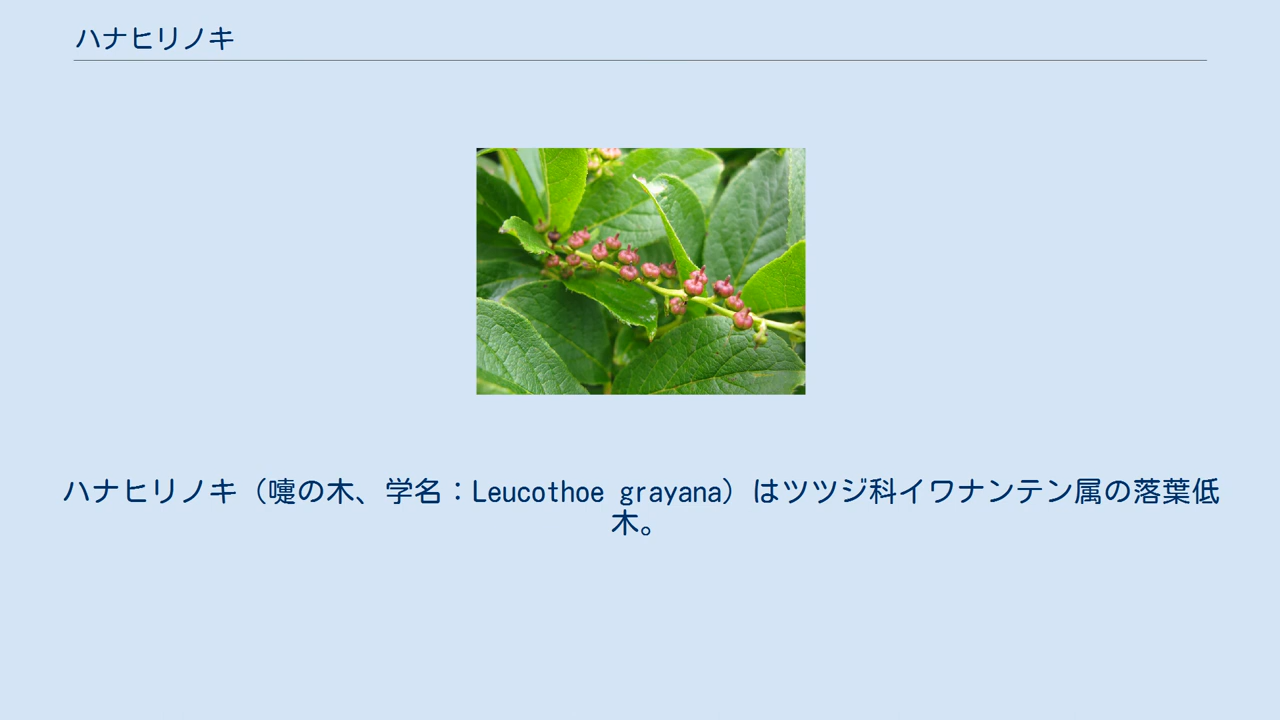 ハナヒリノキ
ハナヒリノキ（嚏の木、学名：Leucothoe grayana）はツツジ科イワナンテン属の落葉低
木。